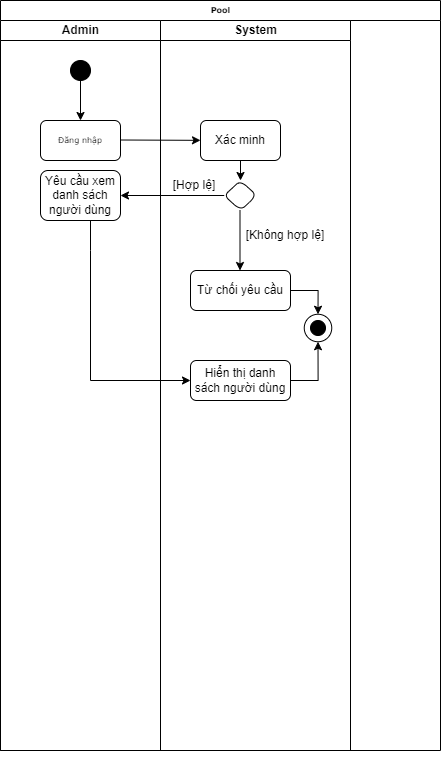 Pool
Admin
System
Đăng nhập
Xác minh
Yêu cầu xem
danh sách
người dùng
[Hợp lệ]
[Không hợp lệ]
Từ chối yêu cầu
Hiển thị danh
sách người dùng